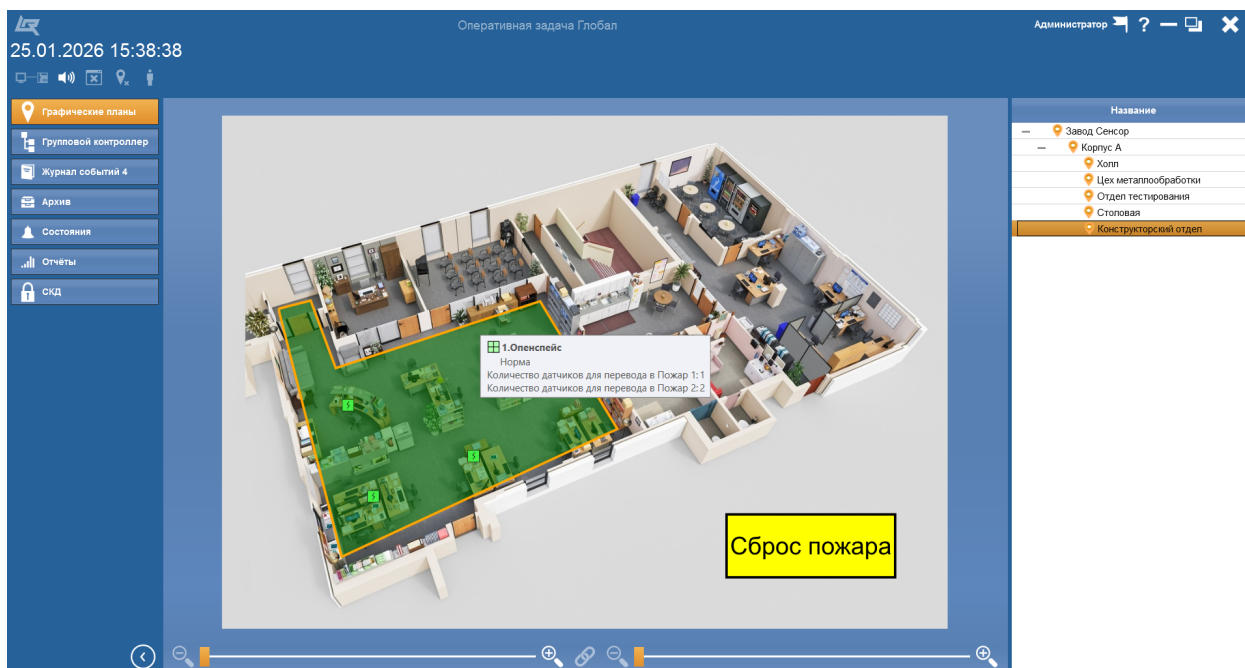 Оперативная задача Глобал
Администратор
?
25.01.2026 15:38:38
Графические планы
Групповой контроллер
Журнал событий 4
Архив
Состояния
Отчёты
СКД
1.Опенспейс
Норма
Количество датчиков для перевода в Пожар 1: 1
Количество датчиков для перевода в Пожар 2: 2
Сброс пожара
Название
Завод Сенсор
Корпус А
Холл
Цех металлообработки
Отдел тестирования
Столовая
Конструкторский отдел